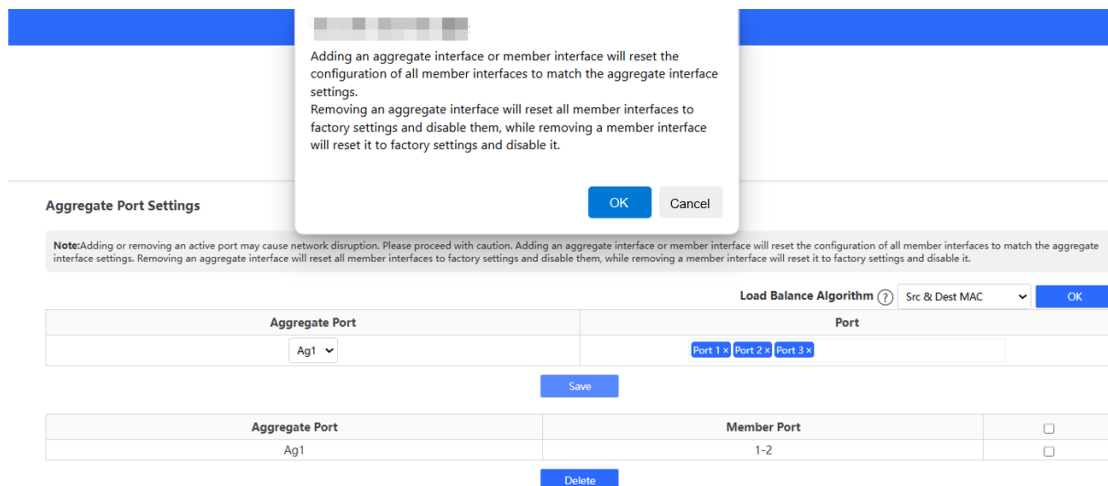 Adding an aggregate interface or member interface will reset the
configuration of all member interfaces to match the aggregate interface
settings.
Removing an aggregate interface will reset all member interfaces to
factory settings and disable them, while removing a member interface
will reset it to factory settings and disable it.
OK Cancel
Aggregate Port Settings
Note:Adding or removing an active port may cause network disruption. Please proceed with caution. Adding an aggregate interface or member interface will reset the configuration of all member interfaces to match the aggregate
interface settings. Removing an aggregate interface will reset all member interfaces to factory settings and disable them, while removing a member interface will reset it to factory settings and disable it.
Load Balance Algorithm ? Src & Dest MAC OK
Aggregate Port Port
Ag1 Port 1 × Port 2 × Port 3 ×
Save
Aggregate Port Member Port
Ag1 1-2
Delete